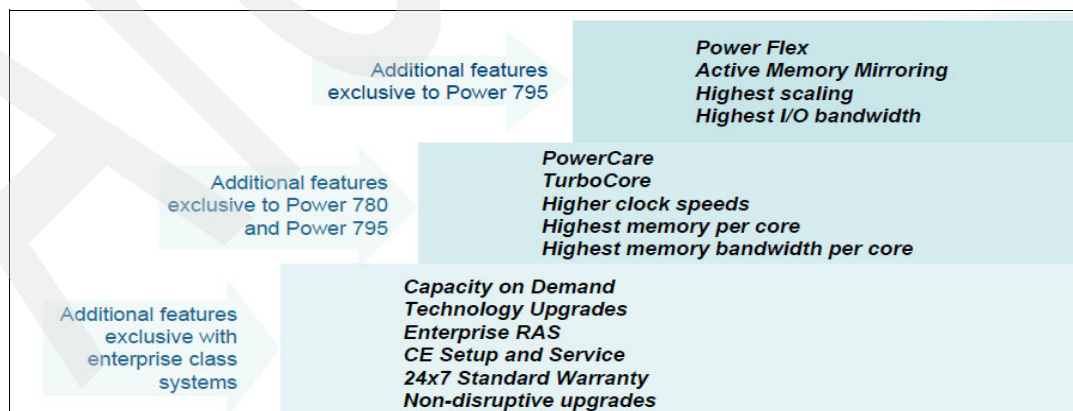 Additional features
exclusive to Power 795
Power Flex
Active Memory Mirroring
Highest scaling
Highest I/O bandwidth
Additional features
exclusive to Power 780
and Power 795
PowerCare
TurboCore
Higher clock speeds
Highest memory per core
Highest memory bandwidth per core
Additional features
exclusive with
enterprise class
systems
Capacity on Demand
Technology Upgrades
Enterprise RAS
CE Setup and Service
24x7 Standard Warranty
Non-disruptive upgrades